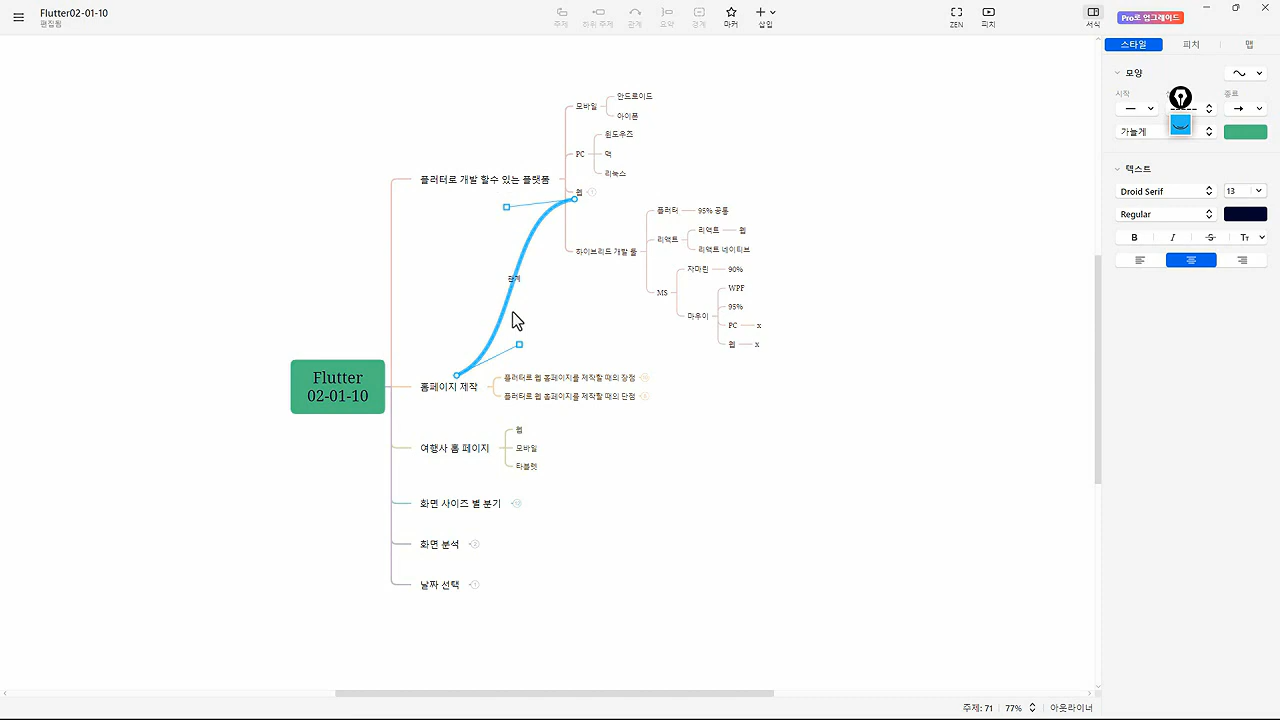 Flutter02-01-10
편집됨
주제
하위 주제
관계
요약
경계
마커
삽입
ZEN
피치
서식
Pro로 업그레이드
스타일
피치
맵
모양
시작
종료
가늘게
텍스트
Droid Serif
13
Regular
B
I
S
Tт
Flutter
02-01-10
플러터로 개발 할수 있는 플랫폼
모바일
안드로이드
아이폰
PC
윈도우즈
맥
리눅스
웹
하이브리드 개발 툴
플러터
95% 공통
리액트
리액트
웹
리액트 네이티브
MS
자마린
90%
마우이
WPF
95%
PC
x
웹
x
관계
홈페이지 제작
플러터로 웹 홈페이지를 제작할 때의 장점
플러터로 웹 홈페이지를 제작할 때의 단점
여행사 홈 페이지
웹
모바일
타블렛
화면 사이즈 별 분기
화면 분석
날짜 선택
주제: 71
77%
아웃라이너